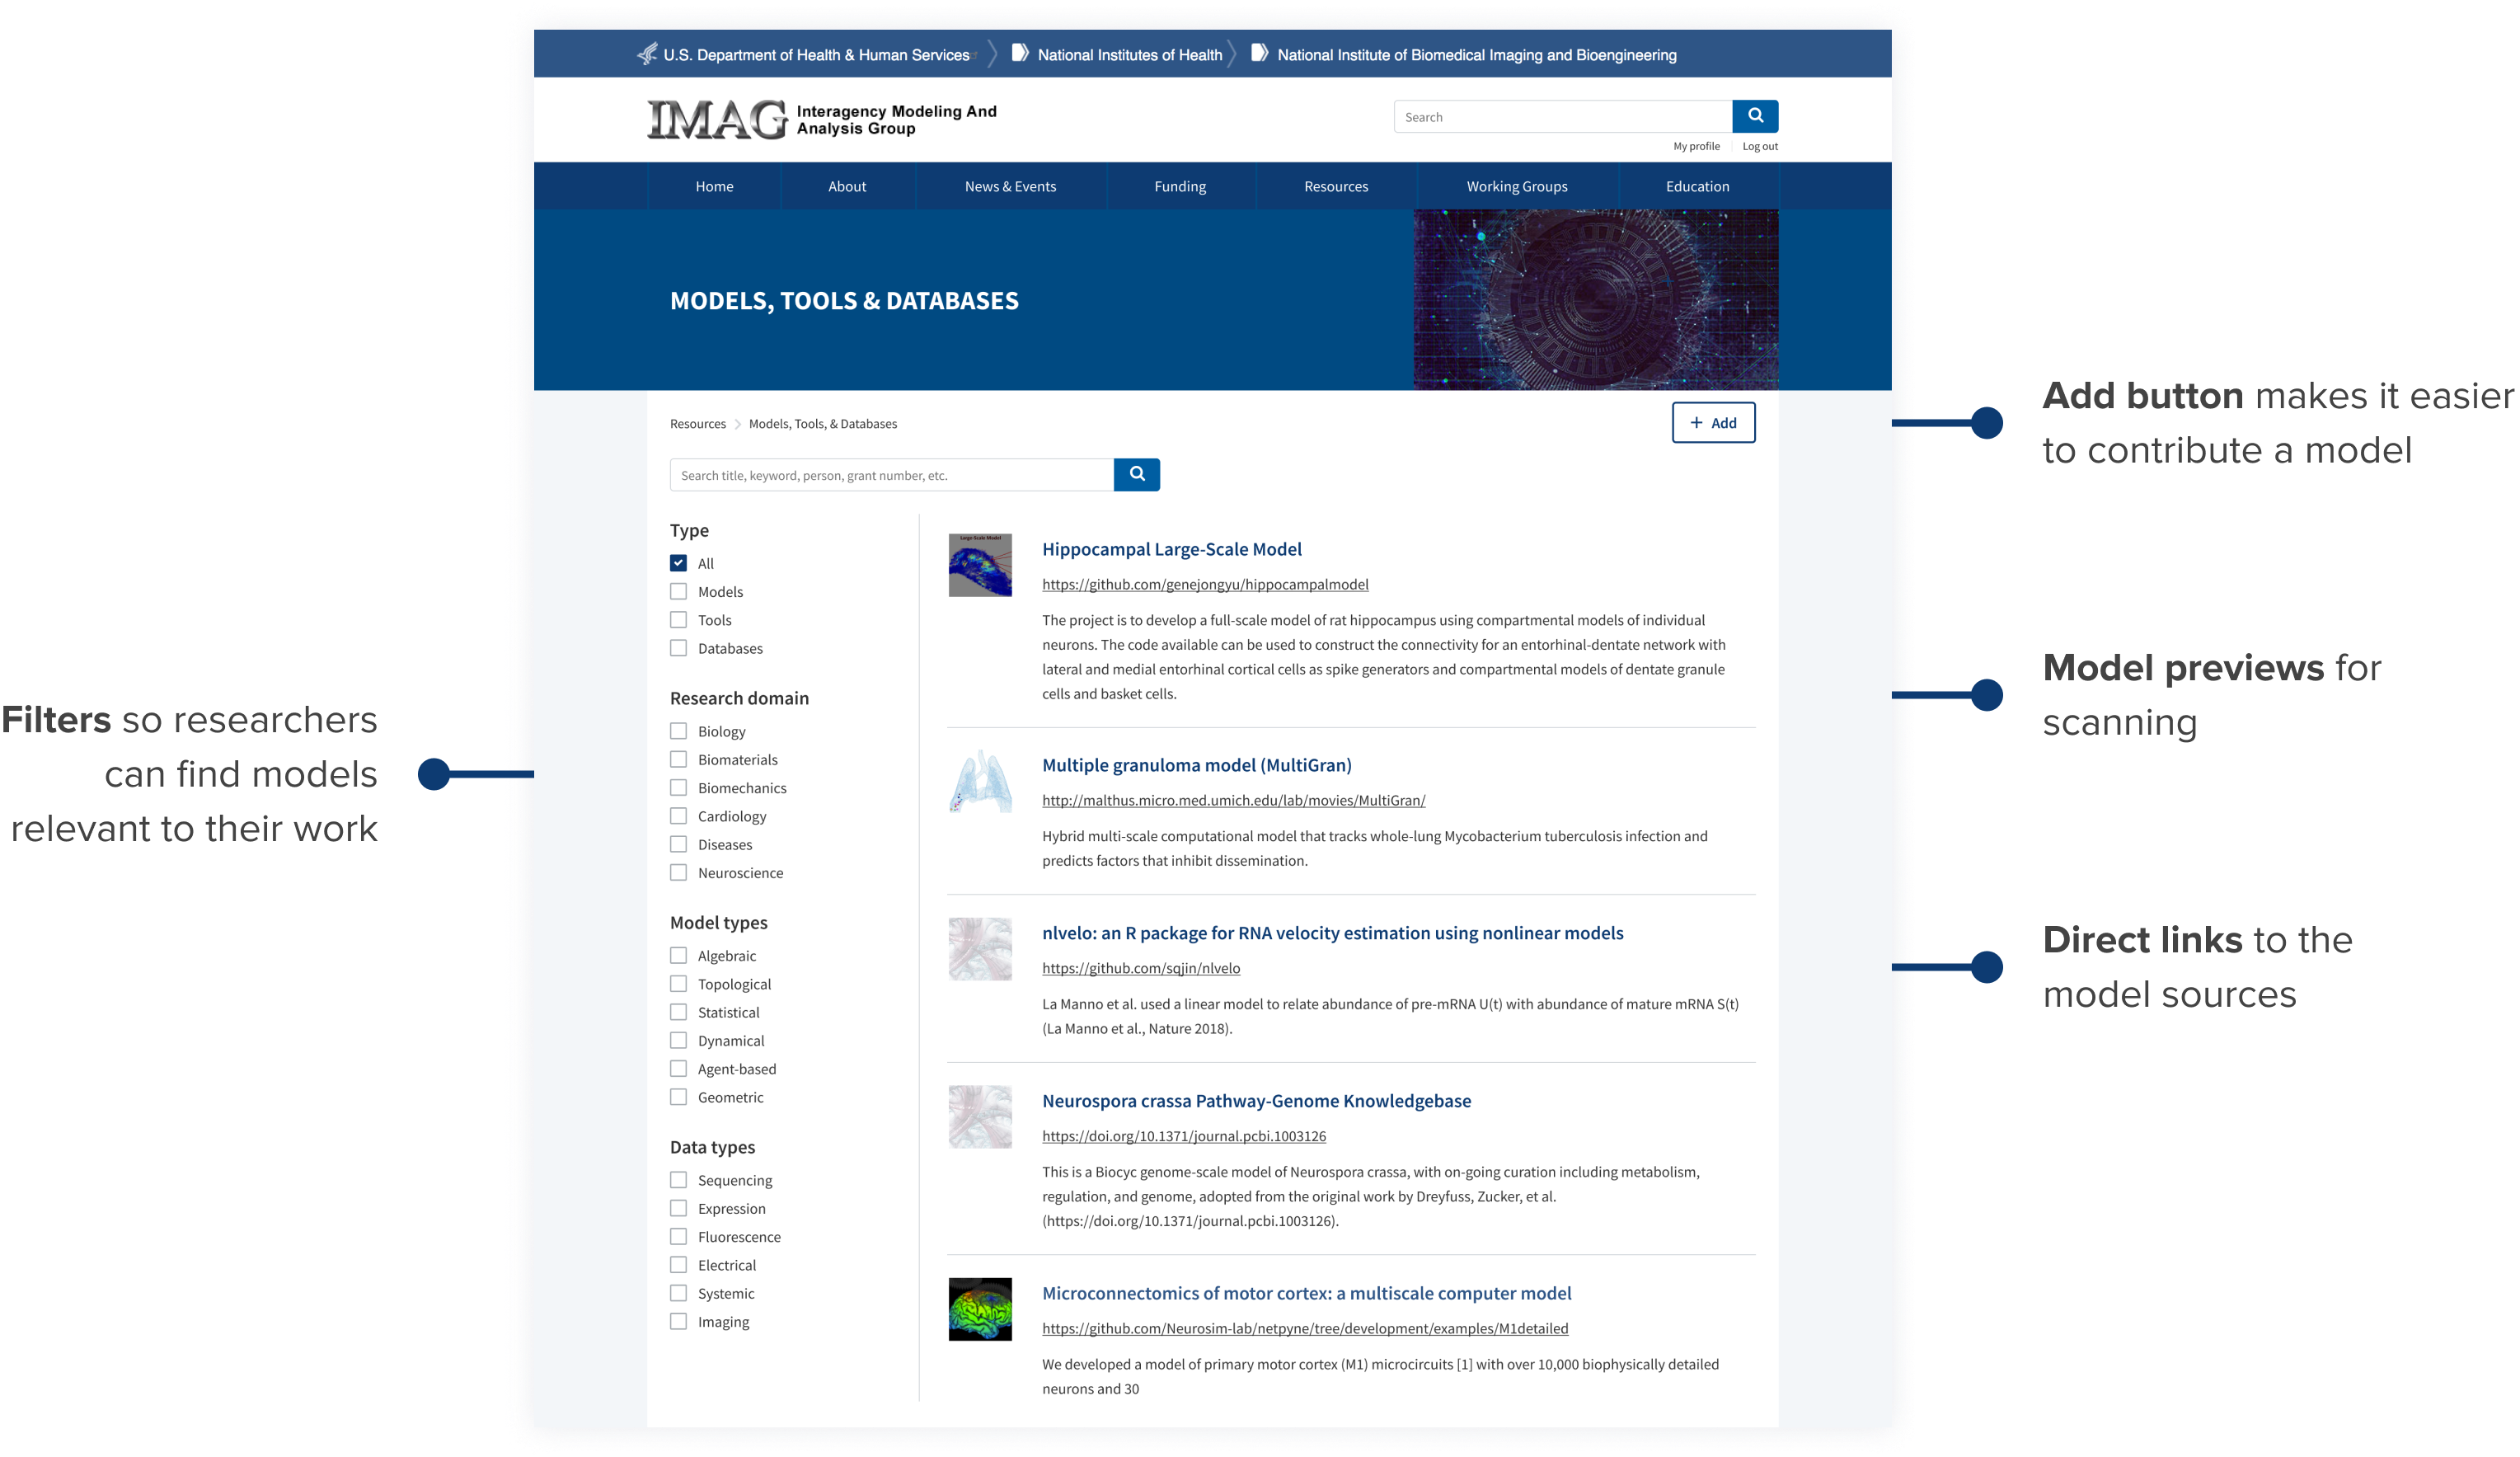 U.S. Department of Health & Human Services
National Institutes of Health
National Institute of Biomedical Imaging and Bioengineering
IMAG Interagency Modeling And
Analysis Group
Search
My profile
Log out
Home
About
News & Events
Funding
Resources
Working Groups
Education
MODELS, TOOLS & DATABASES
Resources
Models, Tools, & Databases
+ Add
Search title, keyword, person, grant number, etc.
Type
All
Models
Tools
Databases
Research domain
Biology
Biomaterials
Biomechanics
Cardiology
Diseases
Neuroscience
Model types
Algebraic
Topological
Statistical
Dynamical
Agent-based
Geometric
Data types
Sequencing
Expression
Fluorescence
Electrical
Systemic
Imaging
Large-Scale Model
Hippocampal Large-Scale Model
https://github.com/genejongyu/hippocampalmodel
The project is to develop a full-scale model of rat hippocampus using compartmental models of individual
neurons. The code available can be used to construct the connectivity for an entorhinal-dentate network with
lateral and medial entorhinal cortical cells as spike generators and compartmental models of dentate granule
cells and basket cells.
Multiple granuloma model (MultiGran)
http://malthus.micro.med.umich.edu/lab/movies/MultiGran/
Hybrid multi-scale computational model that tracks whole-lung Mycobacterium tuberculosis infection and
predicts factors that inhibit dissemination.
nlvelo: an R package for RNA velocity estimation using nonlinear models
https://github.com/sqjin/nlvelo
La Manno et al. used a linear model to relate abundance of pre-mRNA U(t) with abundance of mature mRNA S(t)
(La Manno et al., Nature 2018).
Neurospora crassa Pathway-Genome Knowledgebase
https://doi.org/10.1371/journal.pcbi.1003126
This is a Biocyc genome-scale model of Neurospora crassa, with on-going curation including metabolism,
regulation, and genome, adopted from the original work by Dreyfuss, Zucker, et al.
(https://doi.org/10.1371/journal.pcbi.1003126).
Microconnectomics of motor cortex: a multiscale computer model
https://github.com/Neurosim-lab/netpyne/tree/development/examples/M1detailed
We developed a model of primary motor cortex (M1) microcircuits [1] with over 10,000 biophysically detailed
neurons and 30
Filters so researchers
can find models
relevant to their work
Add button makes it easier
to contribute a model
Model previews for
scanning
Direct links to the
model sources